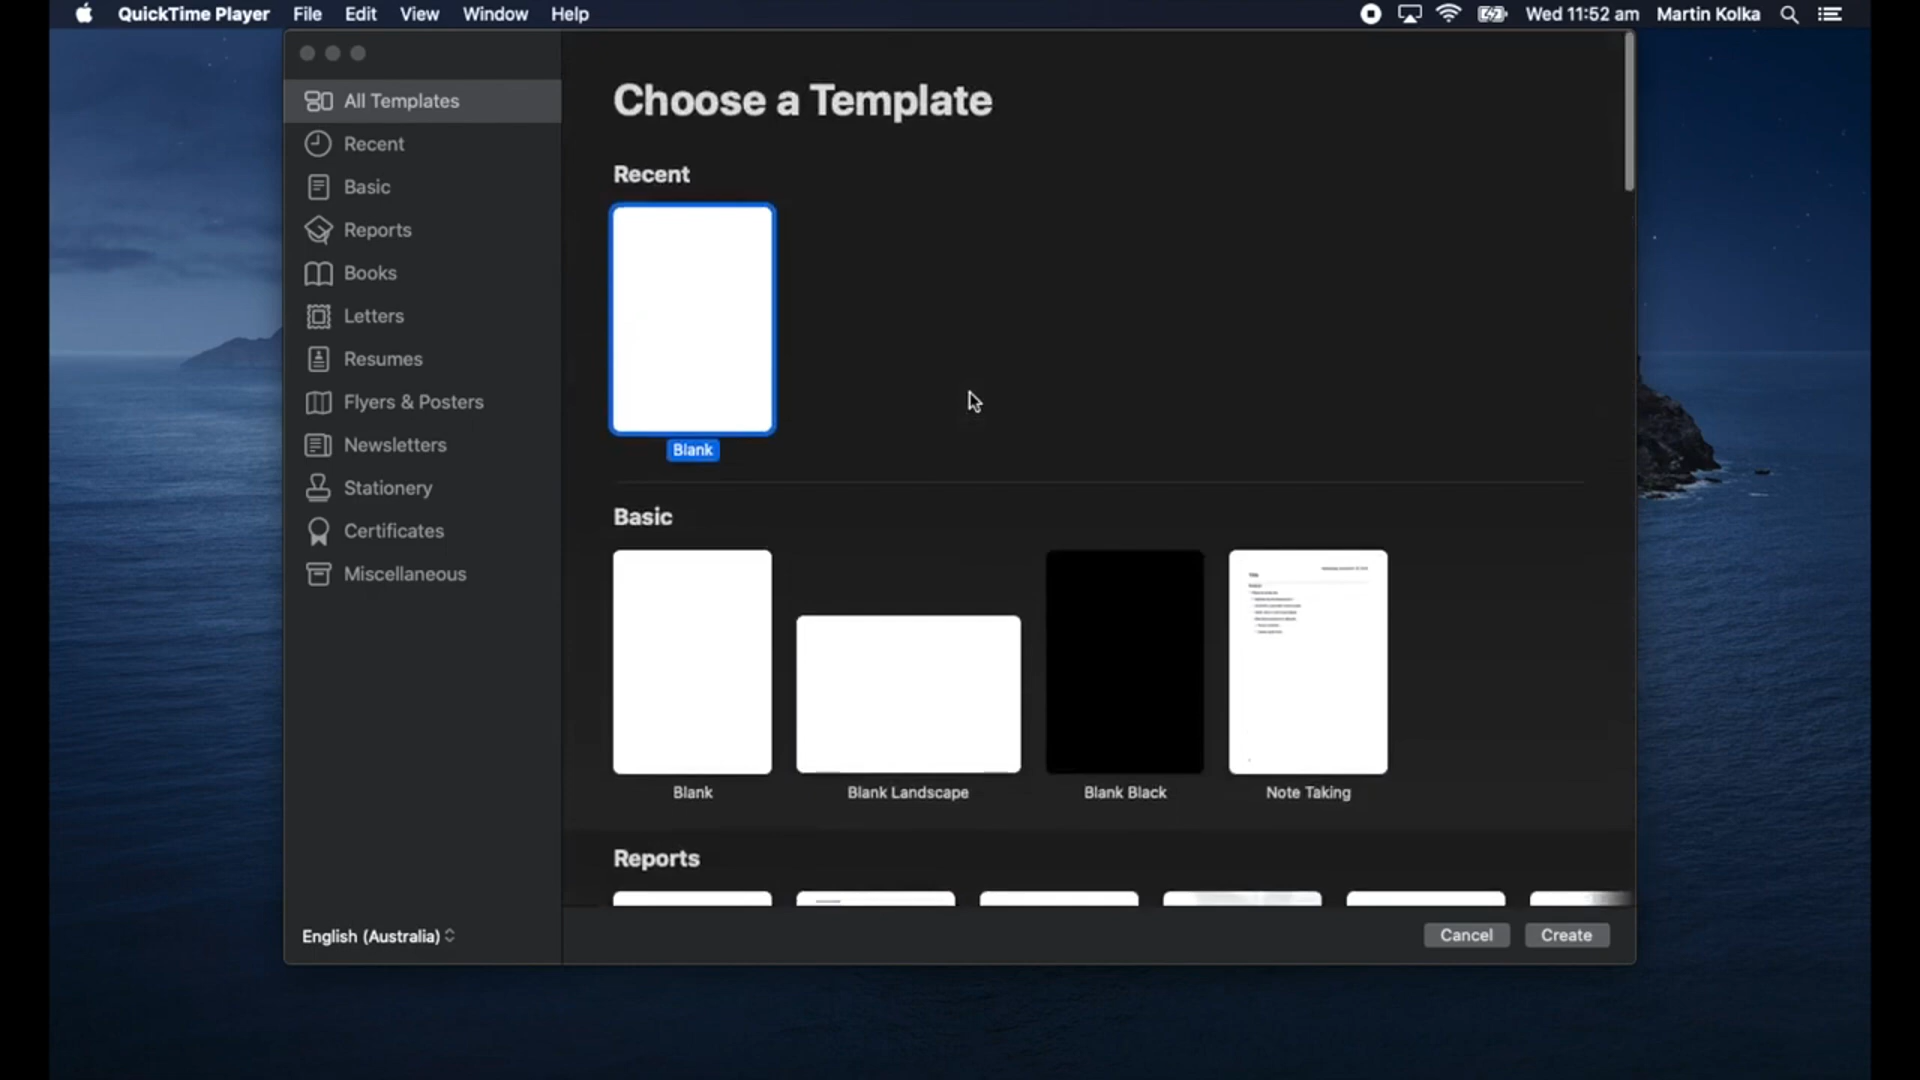 QuickTime Player File Edit View Window Help Wed 11:52 am Martin Kolka
All Templates
Recent
Basic
Reports
Books
Letters
Resumes
Flyers & Posters
Newsletters
Stationery
Certificates
Miscellaneous
English (Australia)
Choose a Template
Recent
Blank
Basic
Blank Blank Landscape Blank Black Note Taking
Reports
Cancel Create